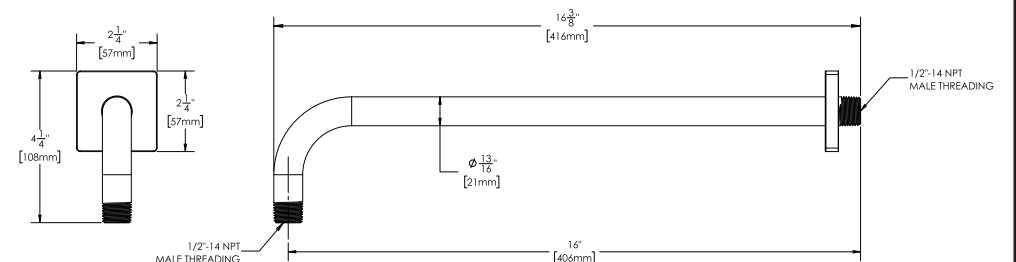 2 1/4"
[57mm]
16 3/8"
[416mm]
1/2"-14 NPT
MALE THREADING
2 1/4"
[57mm]
4 1/4"
[108mm]
Ø 13/16"
[21mm]
1/2"-14 NPT
MALE THREADING
16"
[406mm]